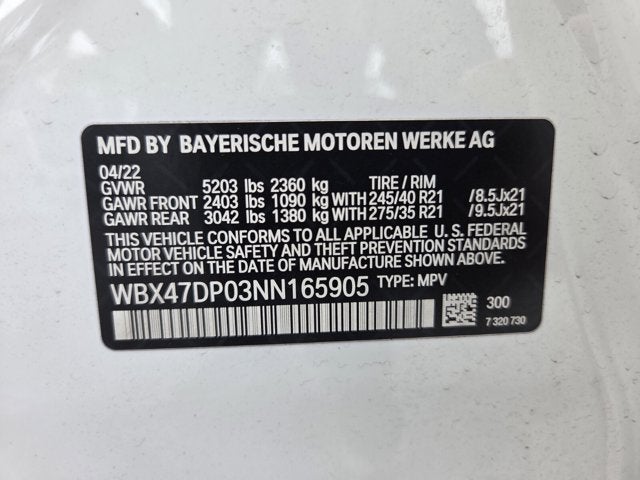 MFD BY BAYERISCHE MOTOREN WERKE AG
04/22
GVWR 5203 lbs 2360 kg TIRE / RIM
GAWR FRONT 2403 lbs 1090 kg WITH 245/40 R21 /8.5Jx21
GAWR REAR 3042 lbs 1380 kg WITH 275/35 R21 /9.5Jx21
THIS VEHICLE CONFORMS TO ALL APPLICABLE U. S. FEDERAL
MOTOR VEHICLE SAFETY AND THEFT PREVENTION STANDARDS
IN EFFECT ON THE DATE OF MANUFACTURE SHOWN ABOVE.
WBX47DP03NN165905 TYPE: MPV
300
7 320 730